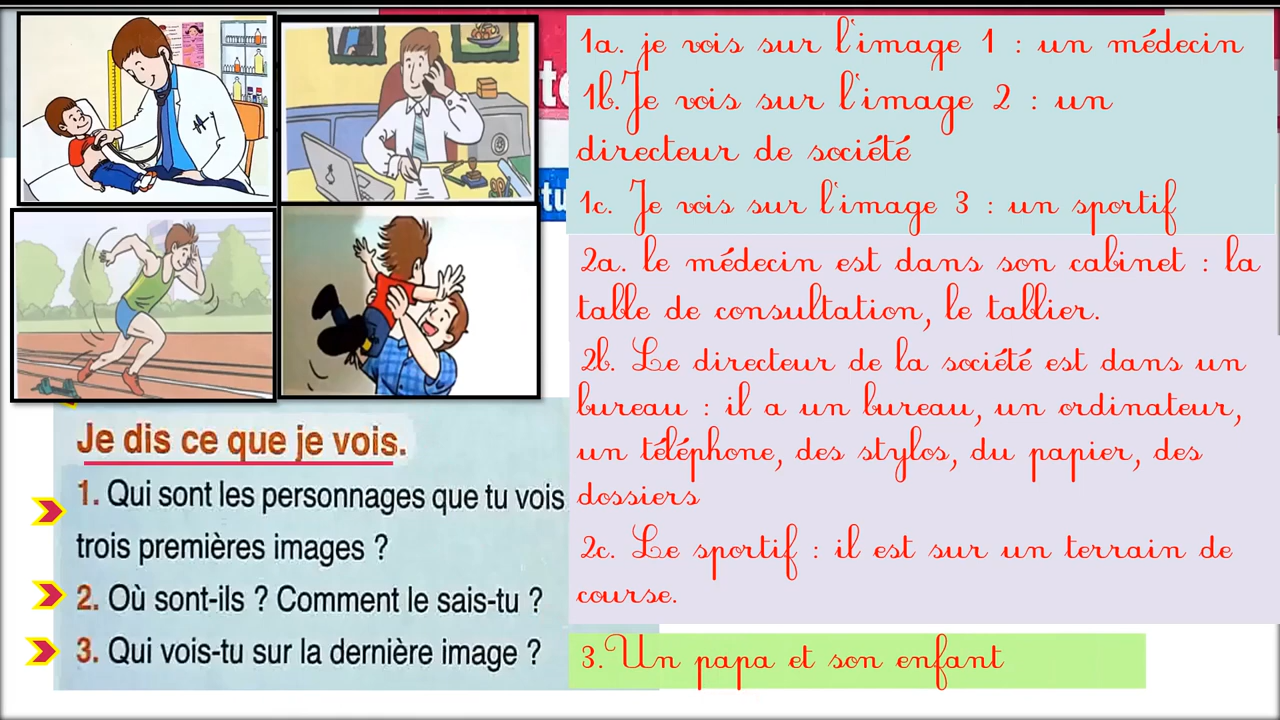 Je dis ce que je vois.
1. Qui sont les personnages que tu vois
trois premières images ?
2. Où sont-ils ? Comment le sais-tu ?
3. Qui vois-tu sur la dernière image ?
1a. je vois sur l'image 1 : un médecin
1b.Je vois sur l'image 2 : un
directeur de société
1c. Je vois sur l'image 3 : un sportif
2a. le médecin est dans son cabinet : la
table de consultation, le tablier.
2b. Le directeur de la société est dans un
bureau : il a un bureau, un ordinateur,
un téléphone, des stylos, du papier, des
dossiers
2c. Le sportif : il est sur un terrain de
course.
3.Un papa et son enfant